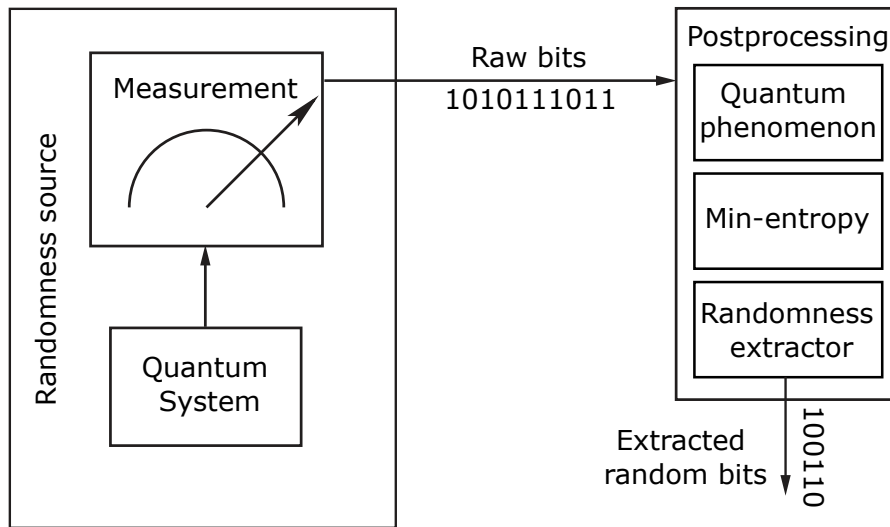 Randomness source
Measurement
Quantum
System
Raw bits
1010111011
Postprocessing
Quantum
phenomenon
Min-entropy
Randomness
extractor
Extracted
random bits
100110